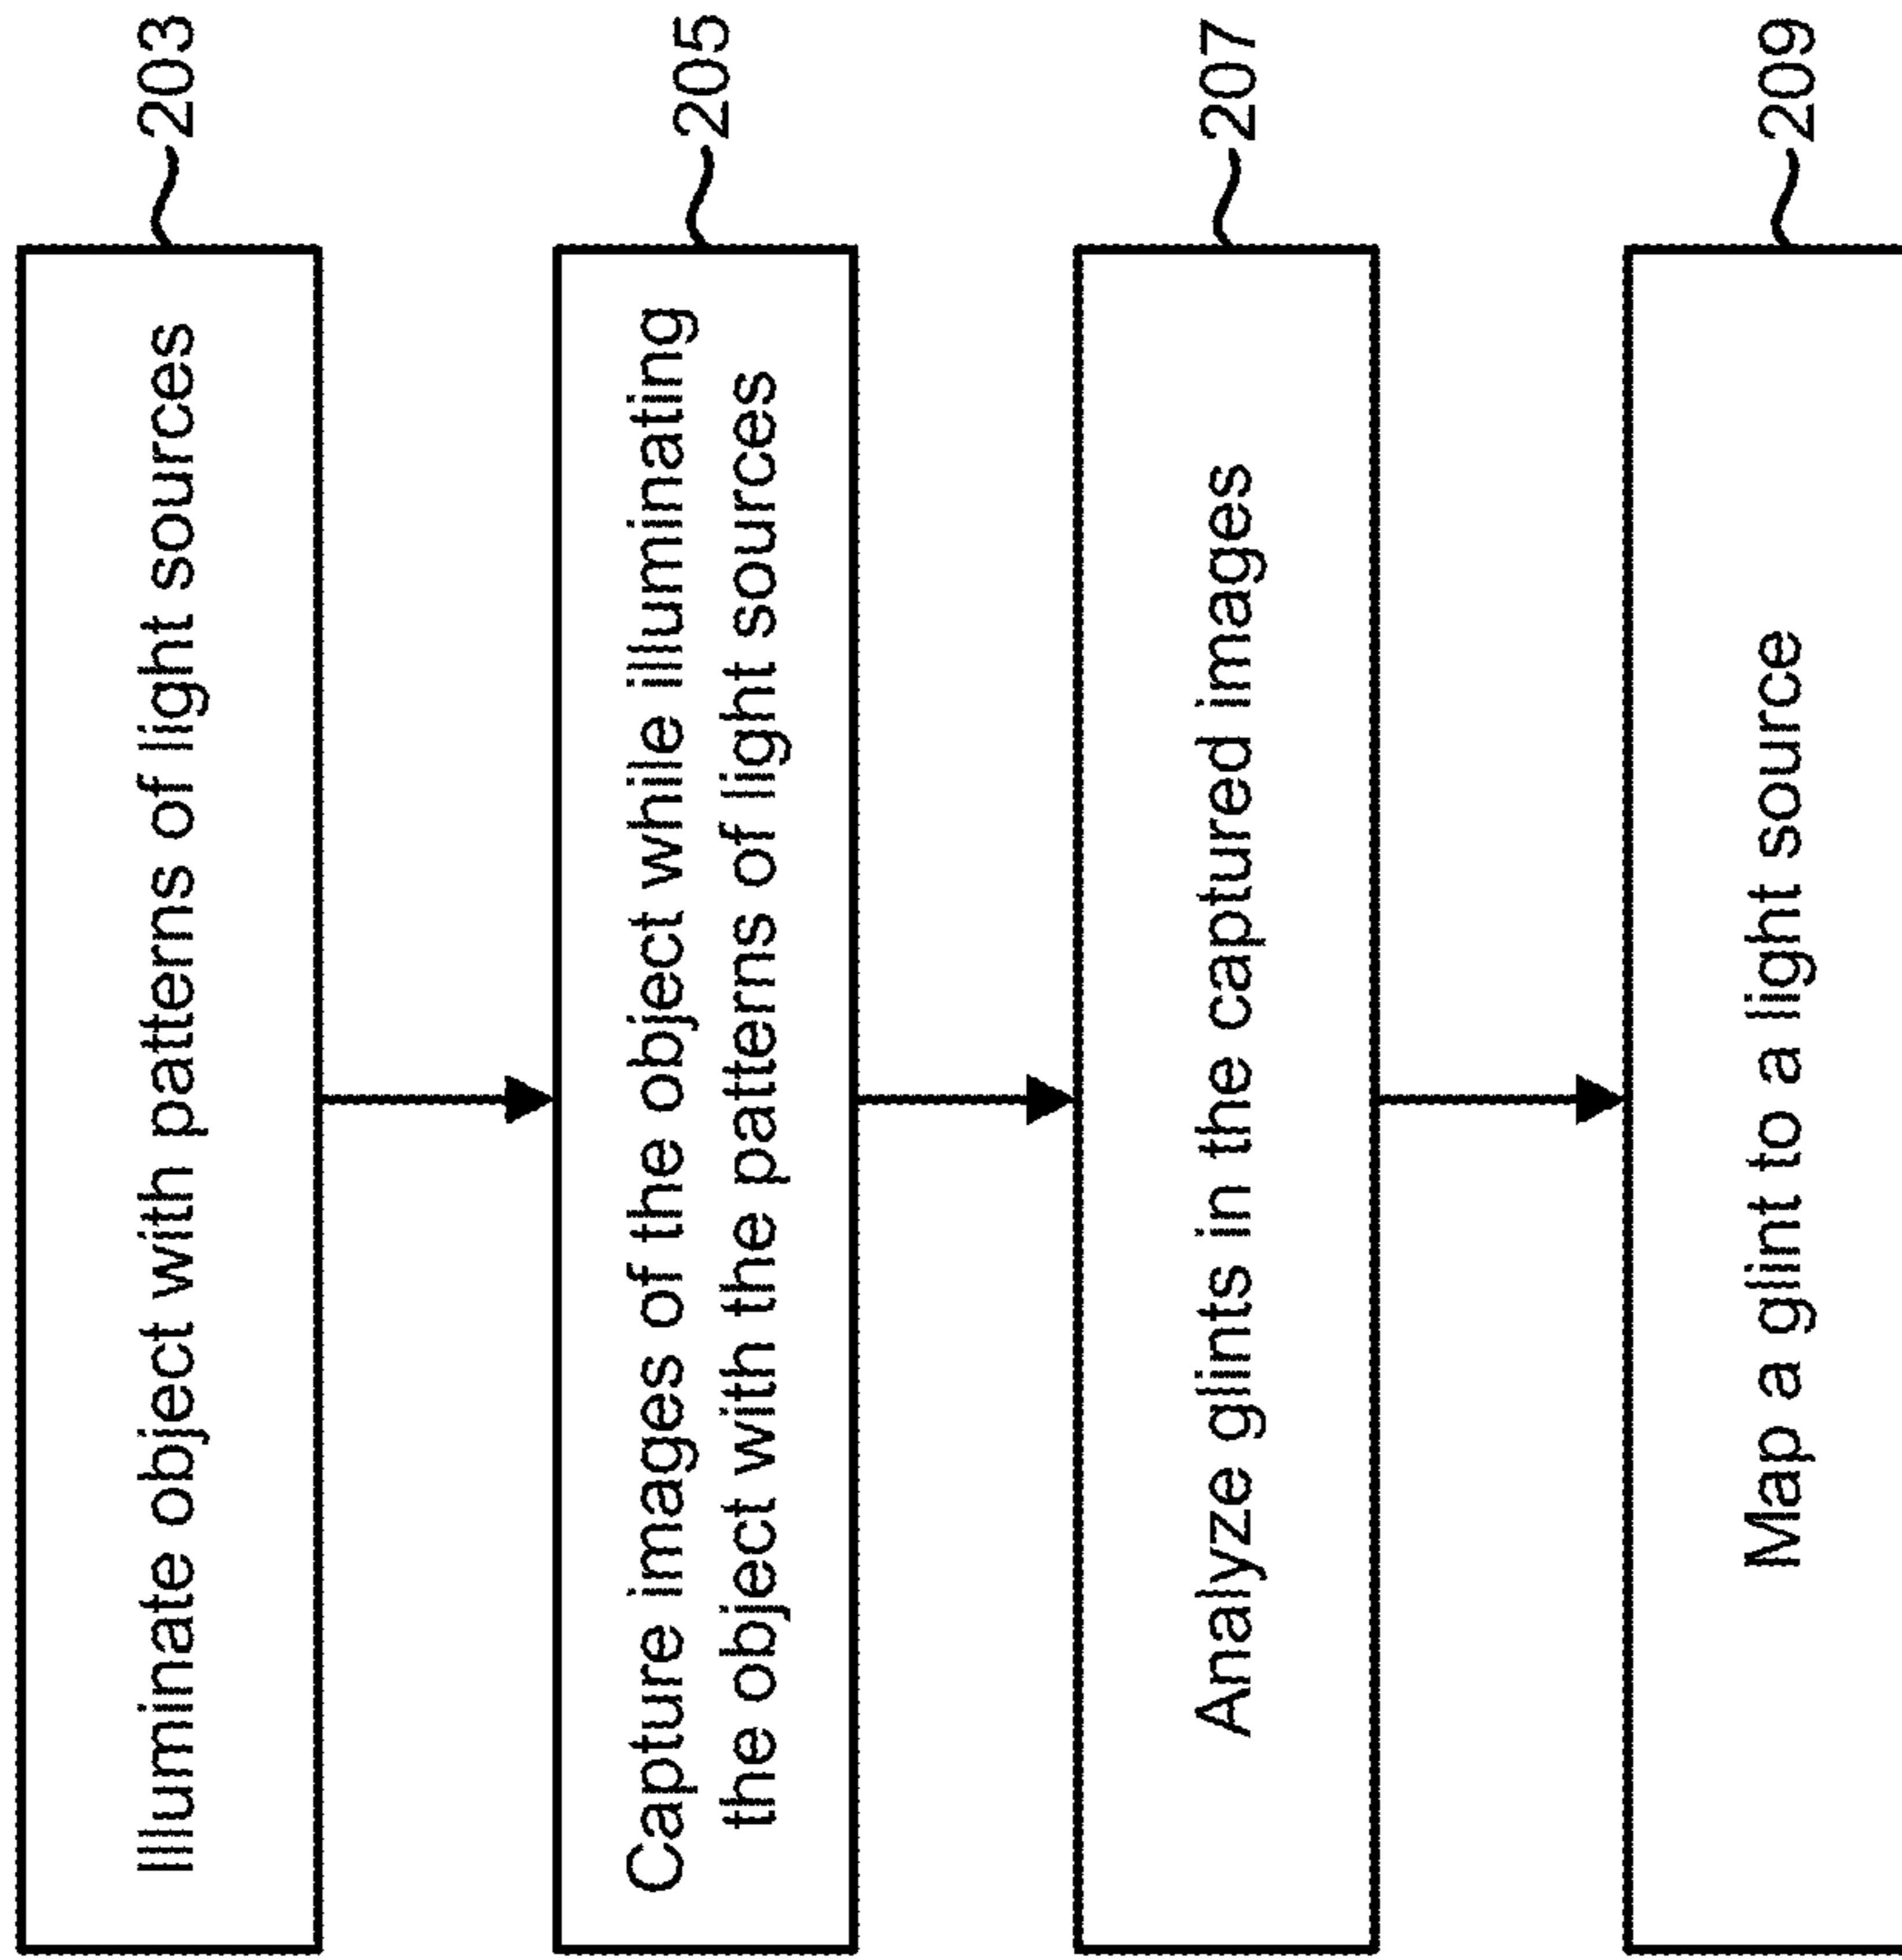 Illuminate object with patterns of light sources
203
Capture images of the object while illuminating
the object with the patterns of light sources
205
Analyze glints in the captured images
207
Map a glint to a light source
209